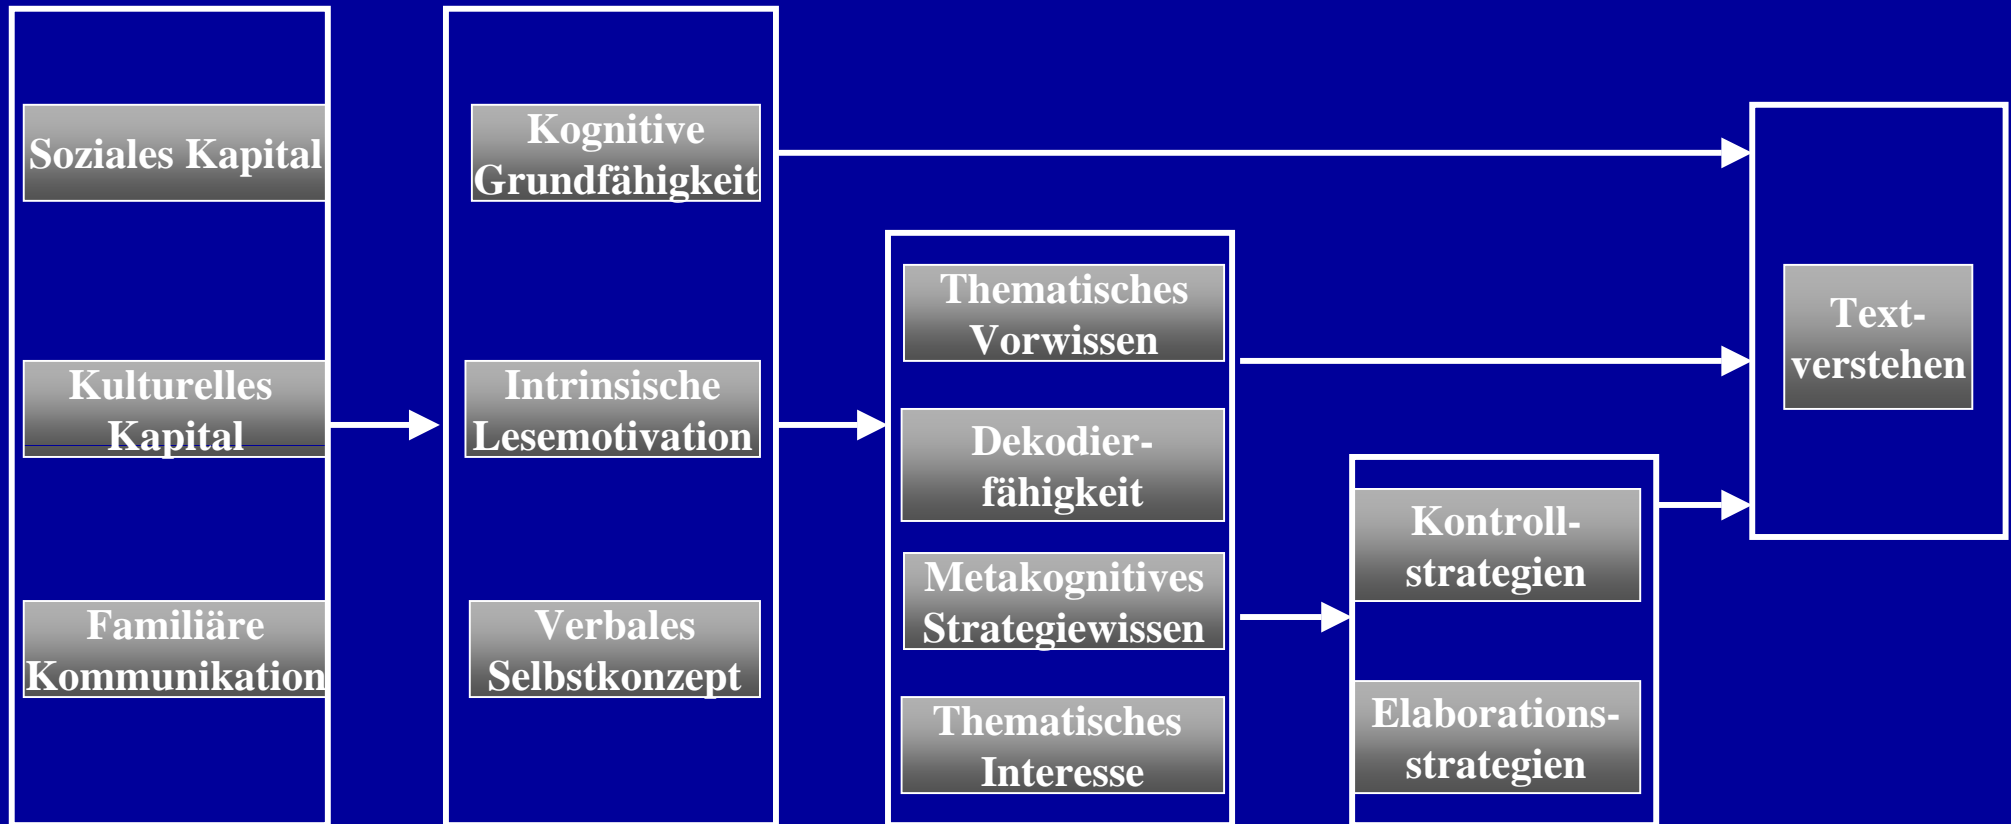 Soziales Kapital
Kulturelles
Kapital
Familiäre
Kommunikation
Kognitive
Grundfähigkeit
Intrinsische
Lesemotivation
Verbales
Selbstkonzept
Thematisches
Vorwissen
Dekodier-
fähigkeit
Metakognitives
Strategiewissen
Thematisches
Interesse
Kontroll-
strategien
Elaborations-
strategien
Text-
verstehen